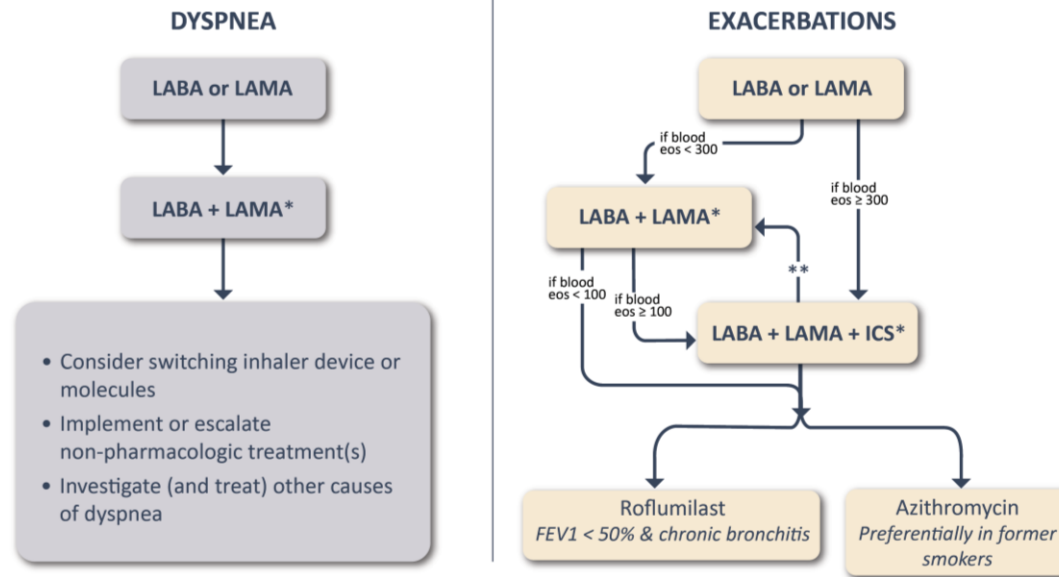 DYSPNEA
LABA or LAMA
LABA + LAMA*
• Consider switching inhaler device or
molecules
• Implement or escalate
non-pharmacologic treatment(s)
• Investigate (and treat) other causes
of dyspnea
EXACERBATIONS
LABA or LAMA
if blood
eos < 300
if blood
eos ≥ 300
LABA + LAMA*
**
if blood
eos < 100
if blood
eos ≥ 100
LABA + LAMA + ICS*
Roflumilast
FEV1 < 50% & chronic bronchitis
Azithromycin
Preferentially in former
smokers